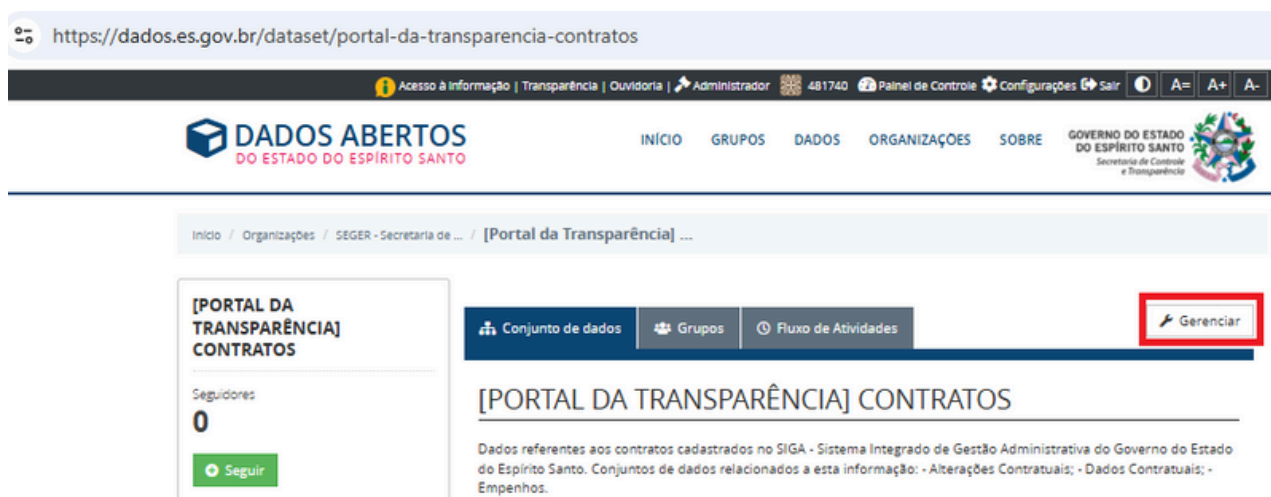 https://dados.es.gov.br/dataset/portal-da-transparencia-contratos
Acesso à Informação | Transparência | Ouvidoria | Administrador 481740 Painel de Controle Configurações Sair A= A+ A-
DADOS ABERTOS
DO ESTADO DO ESPÍRITO SANTO
INÍCIO GRUPOS DADOS ORGANIZAÇÕES SOBRE
GOVERNO DO ESTADO
DO ESPÍRITO SANTO
Secretaria de Controle
e Transparência
Início / Organizações / SEGER - Secretaria de ... / [Portal da Transparência] ...
[PORTAL DA
TRANSPARÊNCIA]
CONTRATOS
Seguidores
0
Seguir
Conjunto de dados Grupos Fluxo de Atividades
Gerenciar
[PORTAL DA TRANSPARÊNCIA] CONTRATOS
Dados referentes aos contratos cadastrados no SIGA - Sistema Integrado de Gestão Administrativa do Governo do Estado
do Espírito Santo. Conjuntos de dados relacionados a esta informação: - Alterações Contratuais; - Dados Contratuais; -
Empenhos.